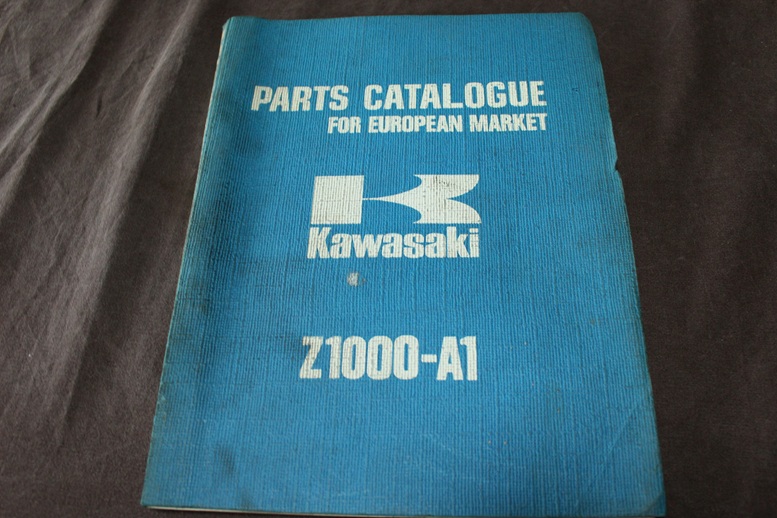 PARTS CATALOGUE
FOR EUROPEAN MARKET
Kawasaki
Z1000-A1